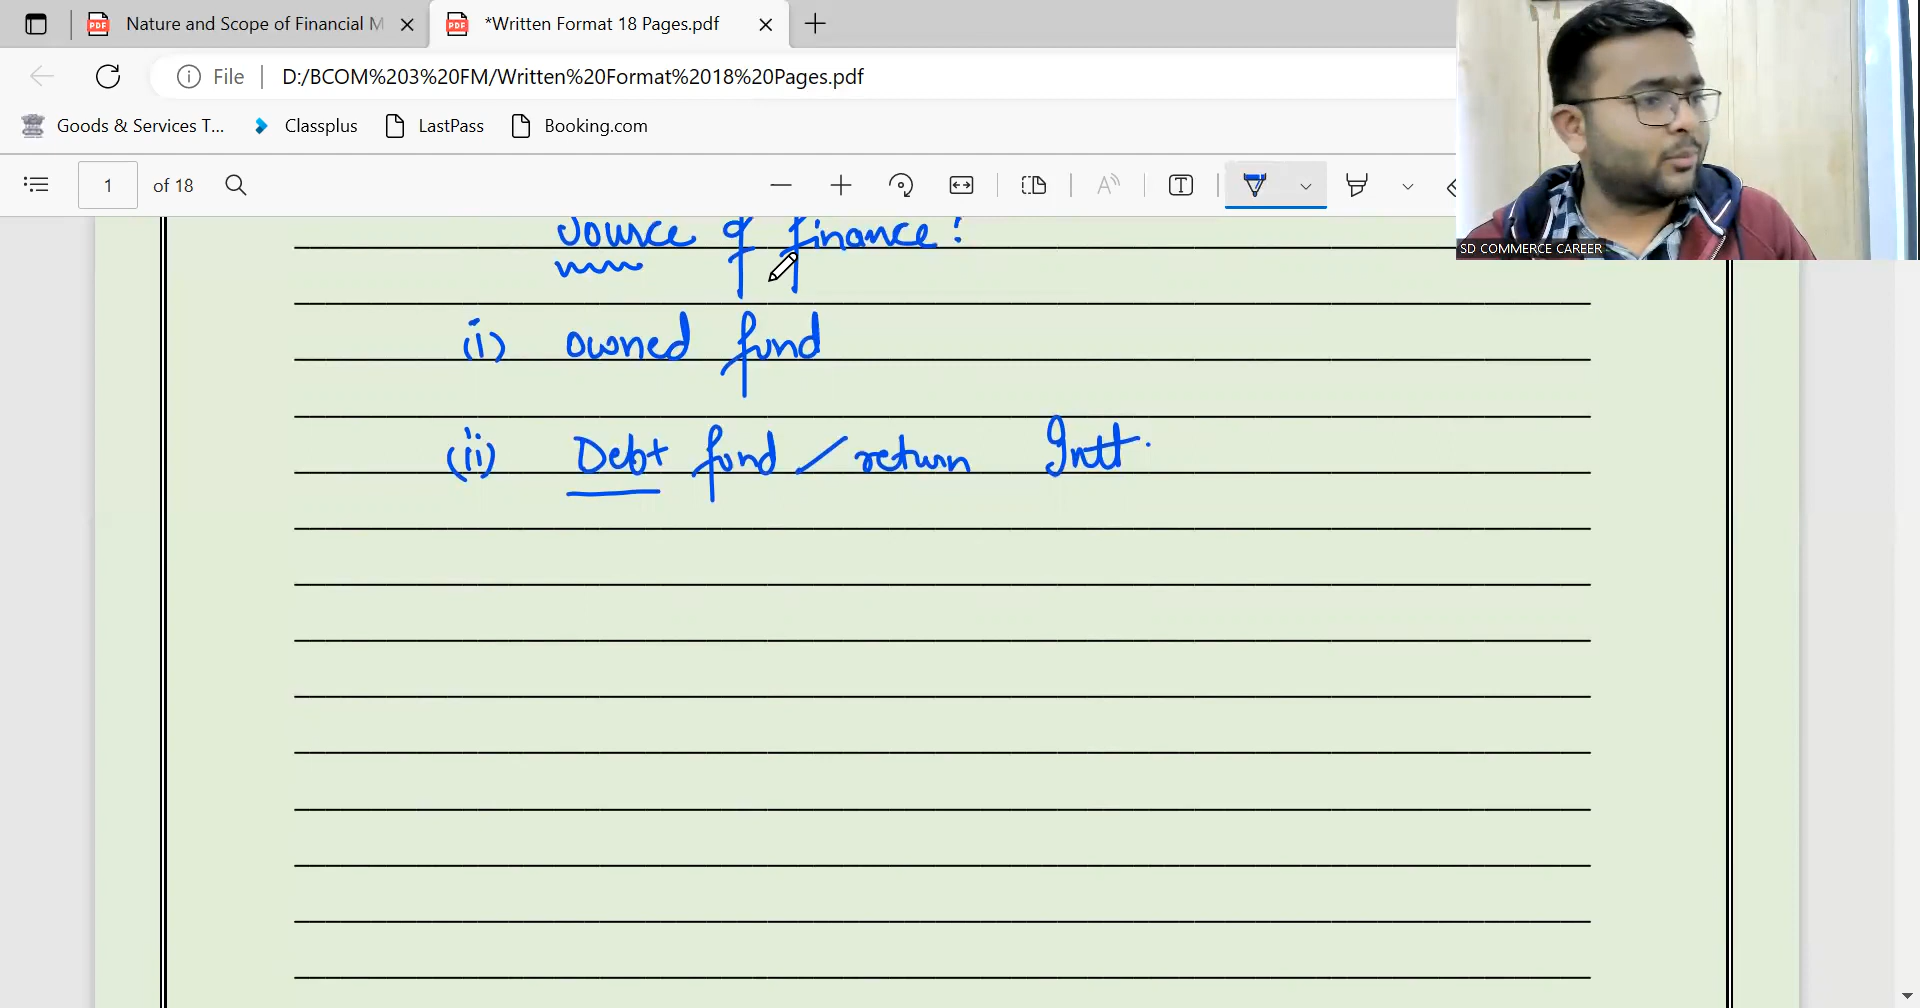 Nature and Scope of Financial M
*Written Format 18 Pages.pdf
File
D:/BCOM%203%20FM/Written%20Format%2018%20Pages.pdf
Goods & Services T...
Classplus
LastPass
Booking.com
1 of 18
SD COMMERCE CAREER
Source of finance:
(i) owned fund
(ii) Debt fund / return Intt.